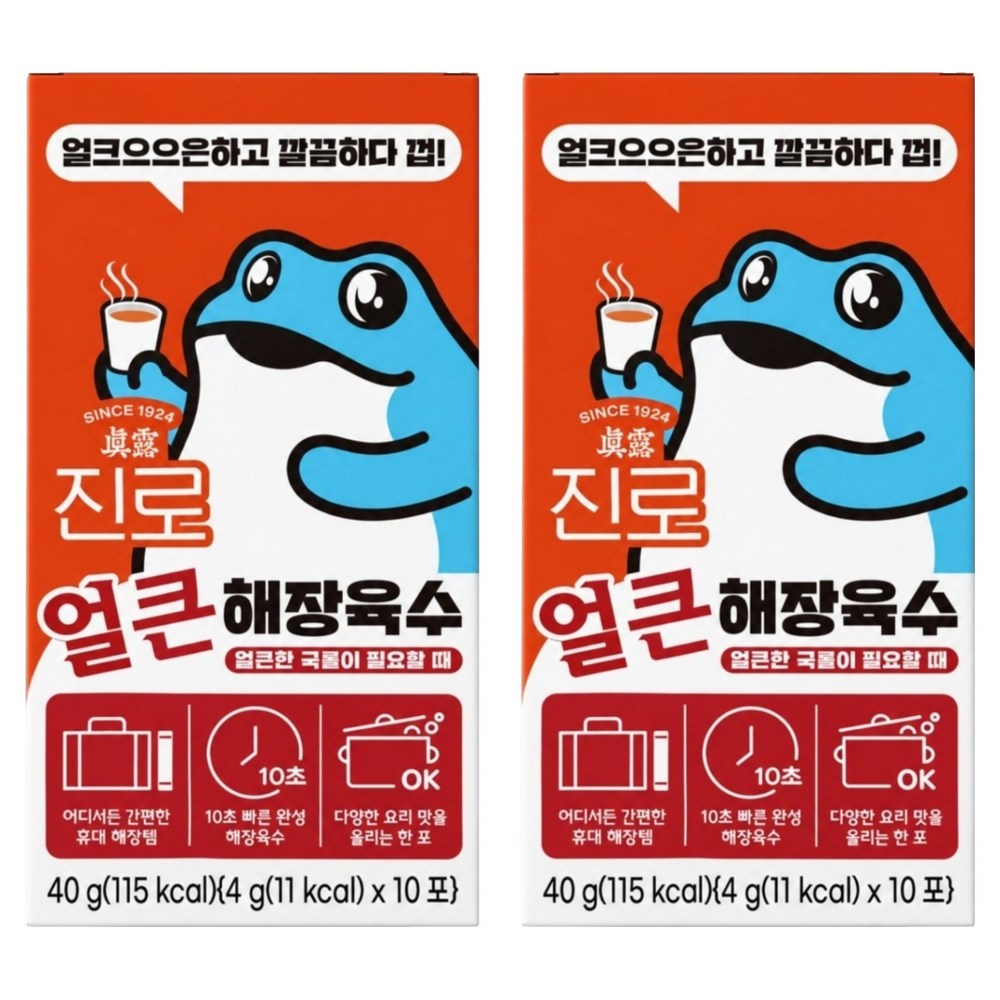 얼크으으은하고 깔끔하다 껍!
SINCE 1924
眞露
진로
얼큰 해장육수
얼큰한 국물이 필요할 때
10초
OK
어디서든 간편한
휴대 해장템
10초 빠른 완성
해장육수
다양한 요리 맛을
올리는 한 포
40 g(115 kcal){4 g(11 kcal) x 10 포}
얼크으으은하고 깔끔하다 껍!
SINCE 1924
眞露
진로
얼큰 해장육수
얼큰한 국물이 필요할 때
10초
OK
어디서든 간편한
휴대 해장템
10초 빠른 완성
해장육수
다양한 요리 맛을
올리는 한 포
40 g(115 kcal){4 g(11 kcal) x 10 포}